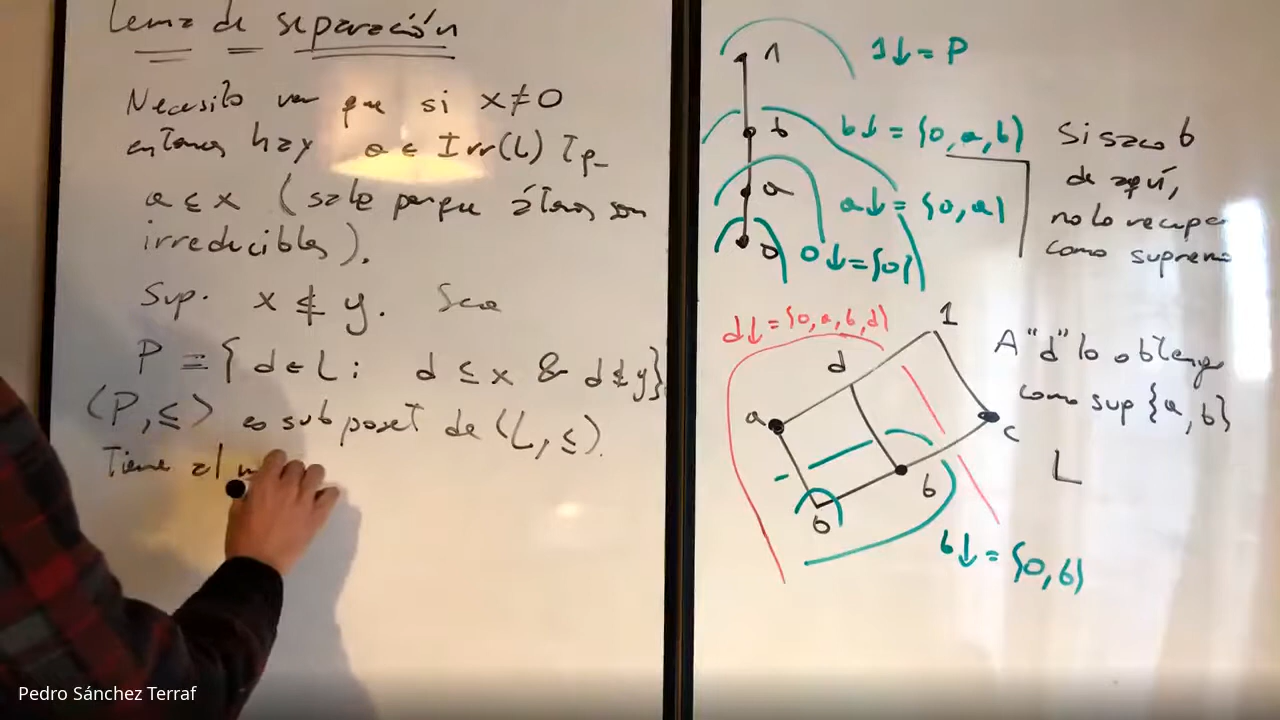 Lema de separación
Necesito ver que si x≠0
entonces hay a ∈ Irr(L) Tq
a ≤ x (sale porque átomos son
irreducibles).
Sup. x ≰ y. Sea
P = {d ∈ L : d ≤ x & d ≰ y}
(P,≤) es subposet de (L,≤).
Tiene al m
1
1↓ = P
b
b↓ = {0,a,b}
a
a↓ = {0,a}
0
0↓ = {0}
Si saco b
de aquí,
no lo recupero
como supremo
d↓ = {0,a,b,d}
1
d
a
b
c
0
b↓ = {0,b}
A "d" lo obtengo
como sup {a,b}
L
Pedro Sánchez Terraf